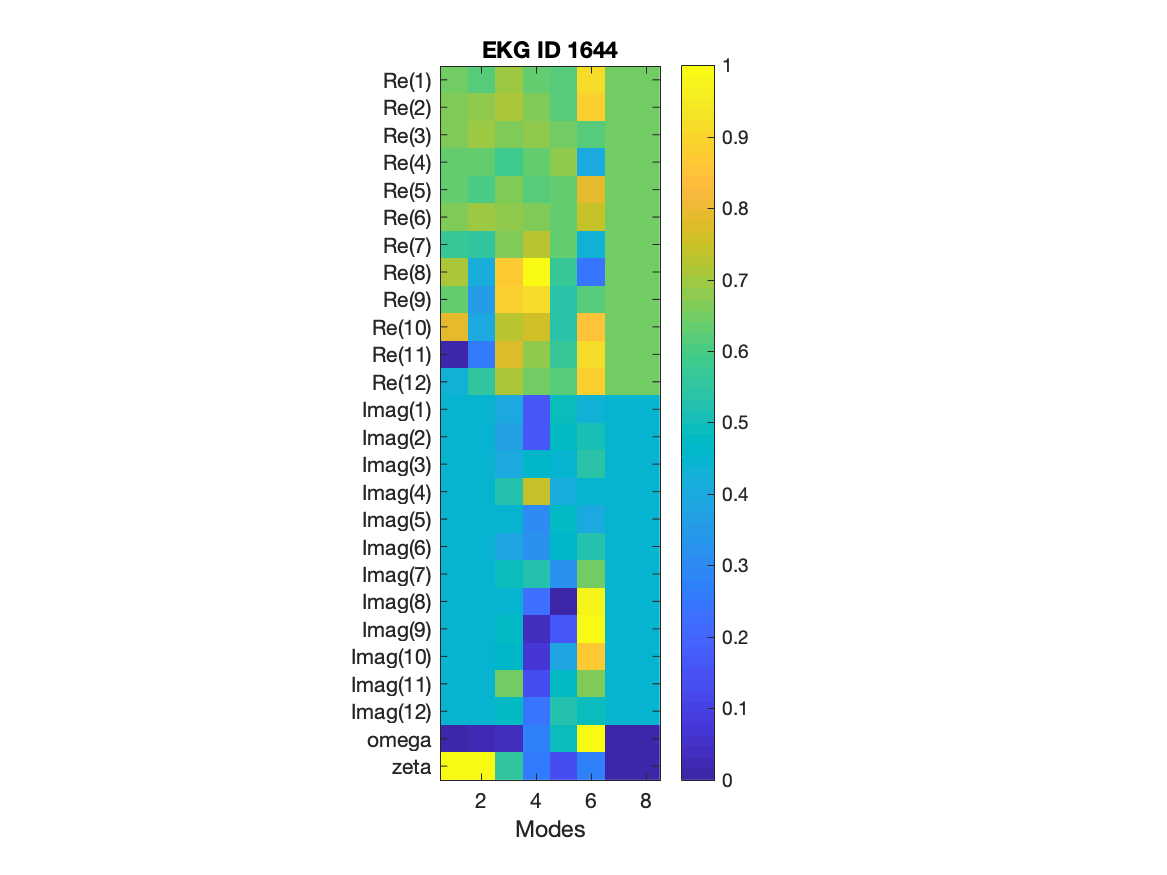 EKG ID 1644
Re(1)
Re(2)
Re(3)
Re(4)
Re(5)
Re(6)
Re(7)
Re(8)
Re(9)
Re(10)
Re(11)
Re(12)
Imag(1)
Imag(2)
Imag(3)
Imag(4)
Imag(5)
Imag(6)
Imag(7)
Imag(8)
Imag(9)
Imag(10)
Imag(11)
Imag(12)
omega
zeta
2 4 6 8
Modes
1
0.9
0.8
0.7
0.6
0.5
0.4
0.3
0.2
0.1
0